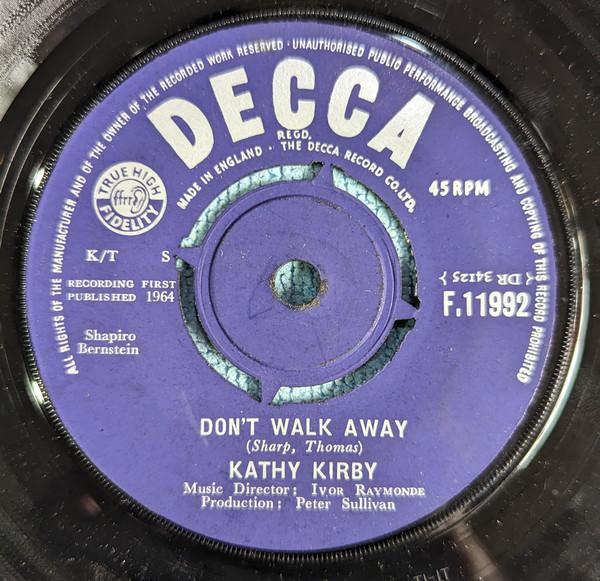 ALL RIGHTS OF THE MANUFACTURER AND OF THE OWNER OF THE RECORDED WORK RESERVED · UNAUTHORISED PUBLIC PERFORMANCE BROADCASTING AND COPYING OF THIS RECORD PROHIBITED
DECCA
REGD.
MADE IN ENGLAND · THE DECCA RECORD CO. LTD.
TRUE HIGH
ffrr
FIDELITY
45 RPM
K/T S
RECORDING FIRST
PUBLISHED 1964
(DR 34125)
F.11992
Shapiro
Bernstein
DON'T WALK AWAY
(Sharp, Thomas)
KATHY KIRBY
Music Director: IVOR RAYMONDE
Production: Peter Sullivan